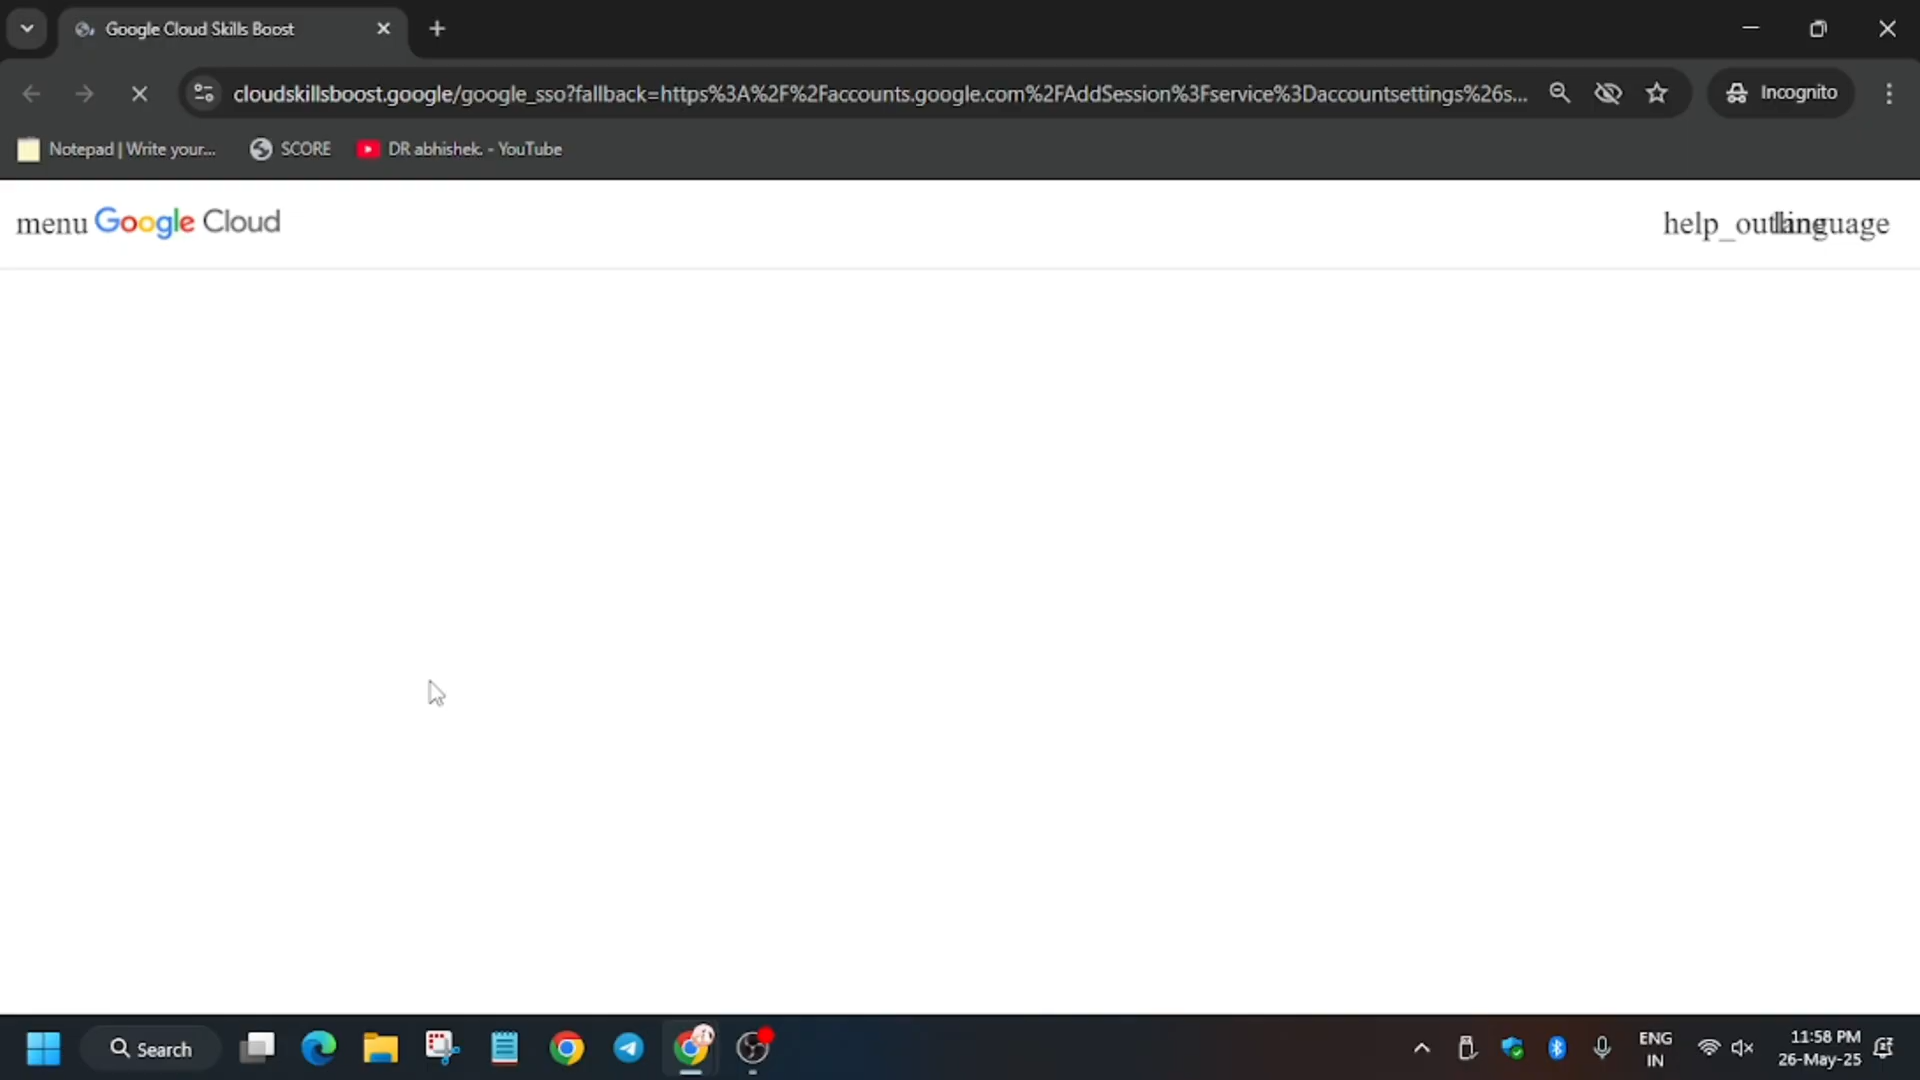 Google Cloud Skills Boost
cloudskillsboost.google/google_sso?fallback=https%3A%2F%2Faccounts.google.com%2FAddSession%3Fservice%3Daccountsettings%26s...
Incognito
Notepad | Write your...
SCORE
DR abhishek. - YouTube
menu Google Cloud
help_outline
language
Search
ENG
IN
11:58 PM
26-May-25